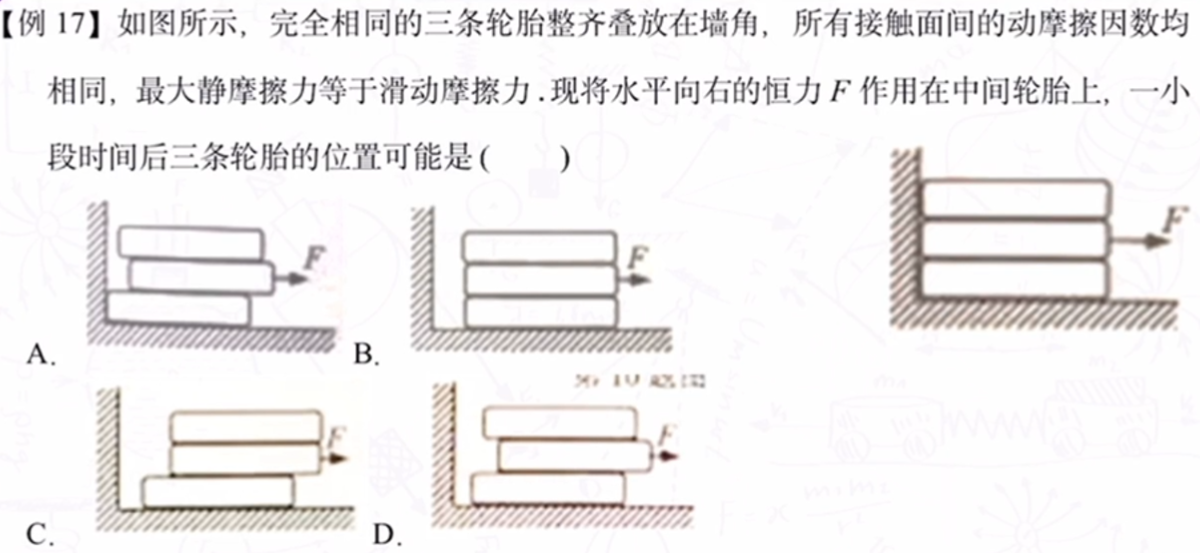 【例 17】如图所示，完全相同的三条轮胎整齐叠放在墙角，所有接触面间的动摩擦因数均
相同，最大静摩擦力等于滑动摩擦力.现将水平向右的恒力 F 作用在中间轮胎上，一小
段时间后三条轮胎的位置可能是(  )
F
F
F
A.
B.
F
F
C.
D.